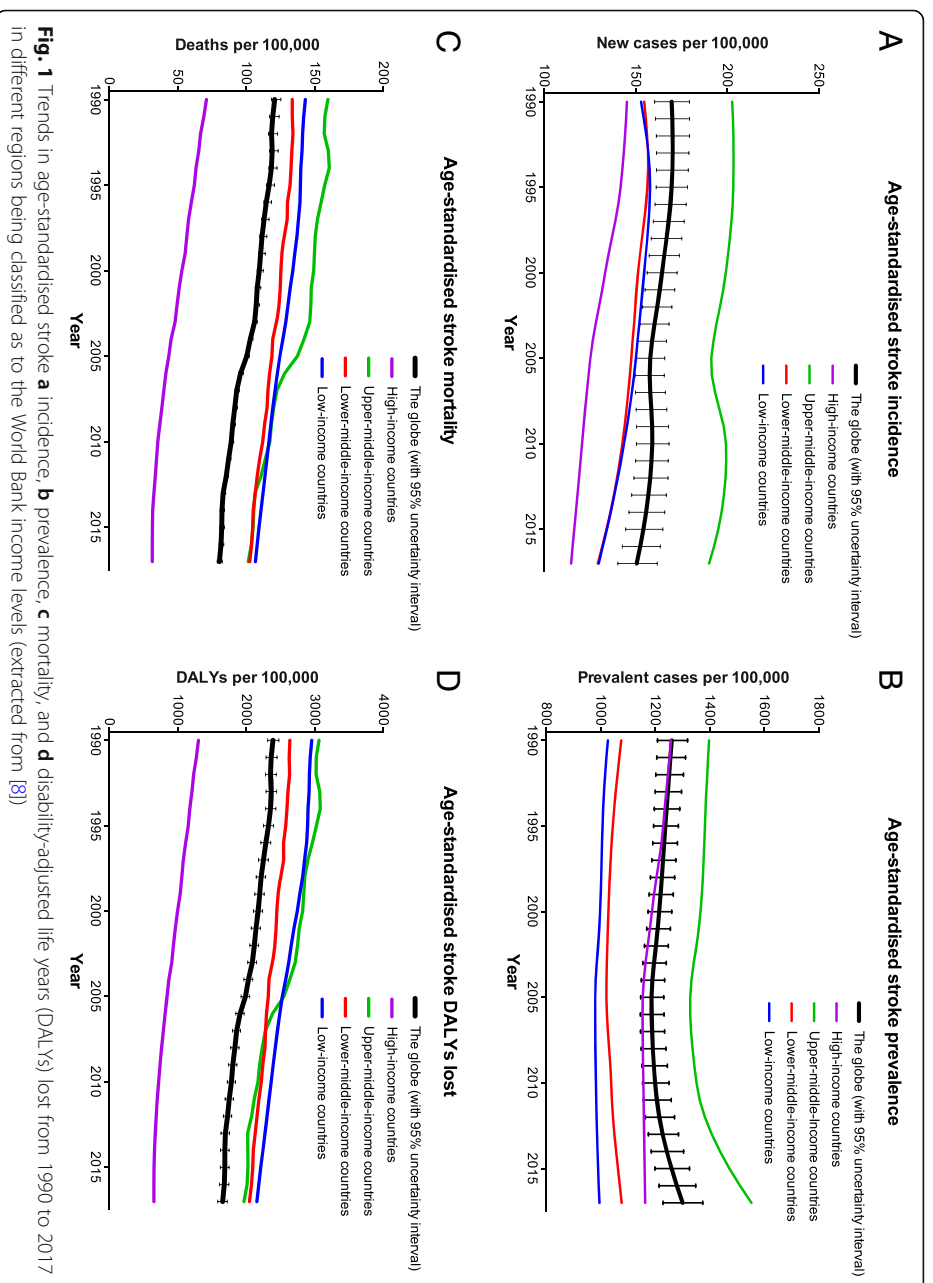 A
Age-standardised stroke incidence
New cases per 100,000
250
200
150
100
1990
1995
2000
2005
2010
2015
Year
The globe (with 95% uncertainty interval)
High-income countries
Upper-middle-income countries
Lower-middle-income countries
Low-income countries
B
Age-standardised stroke prevalence
Prevalent cases per 100,000
1800
1600
1400
1200
1000
800
1990
1995
2000
2005
2010
2015
Year
The globe (with 95% uncertainty interval)
High-income countries
Upper-middle-Income countries
Lower-middle-income countries
Low-income countries
C
Age-standardised stroke mortality
Deaths per 100,000
200
150
100
50
0
1990
1995
2000
2005
2010
2015
Year
The globe (with 95% uncertainty interval)
High-income countries
Upper-middle-income countries
Lower-middle-income countries
Low-income countries
D
Age-standardised stroke DALYs lost
DALYs per 100,000
4000
3000
2000
1000
0
1990
1995
2000
2005
2010
2015
Year
The globe (with 95% uncertainty interval)
High-income countries
Upper-middle-income countries
Lower-middle-income countries
Low-income countries
Fig. 1 Trends in age-standardised stroke a incidence, b prevalence, c mortality, and d disability-adjusted life years (DALYs) lost from 1990 to 2017
in different regions being classified as to the World Bank income levels (extracted from [8])